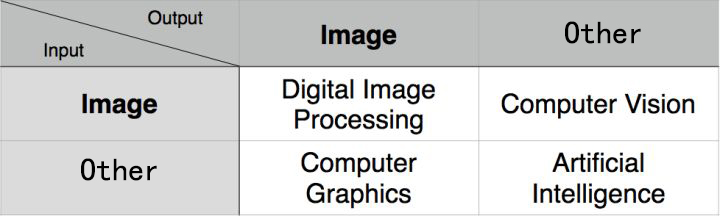 Output
Input
Image
Other
Image
Digital Image
Processing
Computer Vision
Other
Computer
Graphics
Artificial
Intelligence